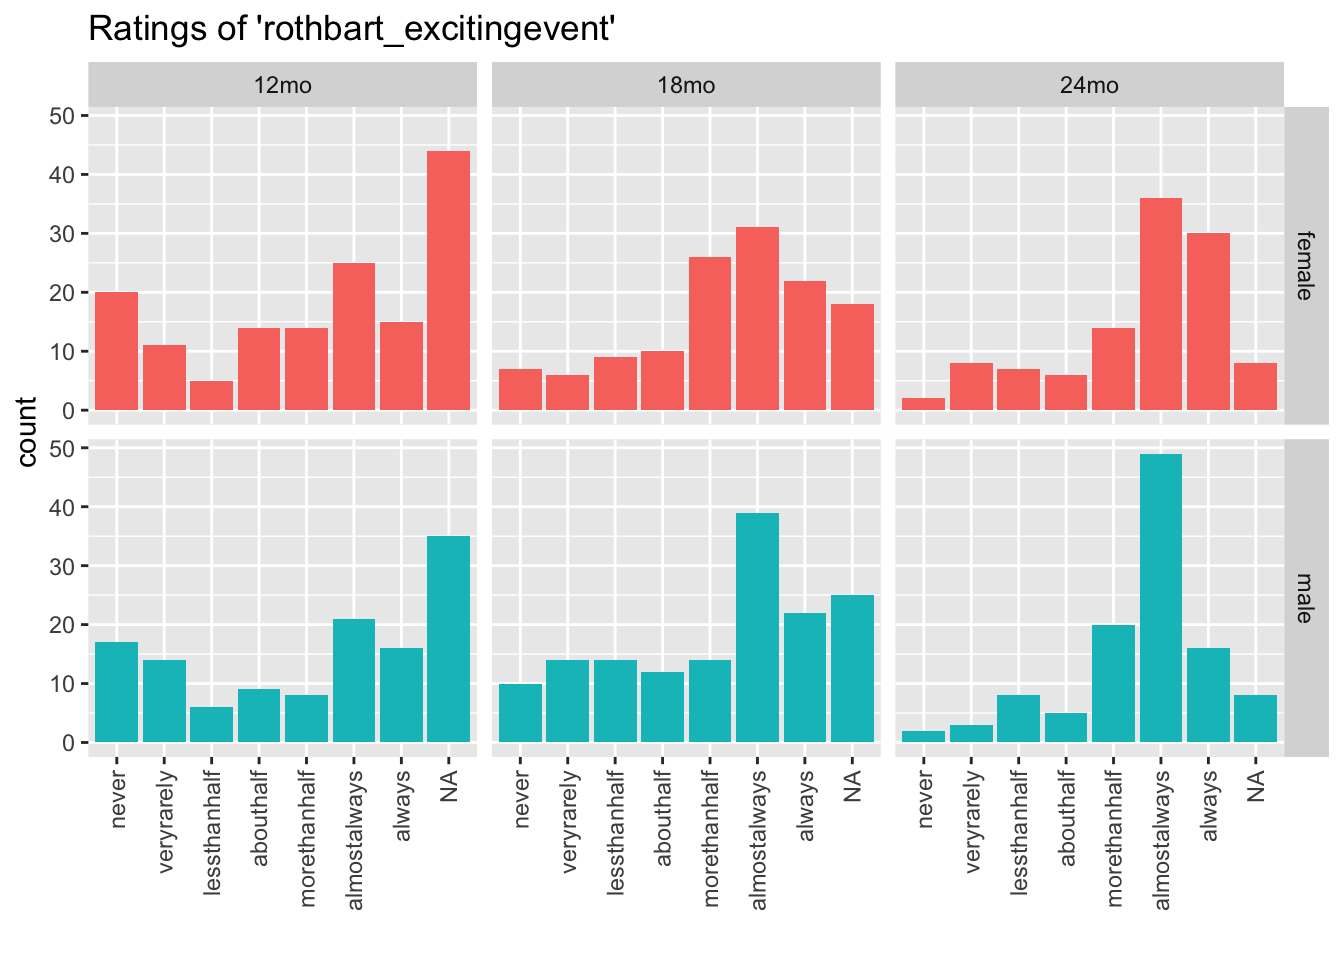 Ratings of 'rothbart_excitingevent'
12mo 18mo 24mo
50
40
30
20
10
0
female
count
50
40
30
20
10
0
male
never veryrarely lessthanhalf abouthalf morethanhalf almostalways always NA never veryrarely lessthanhalf abouthalf morethanhalf almostalways always NA never veryrarely lessthanhalf abouthalf morethanhalf almostalways always NA